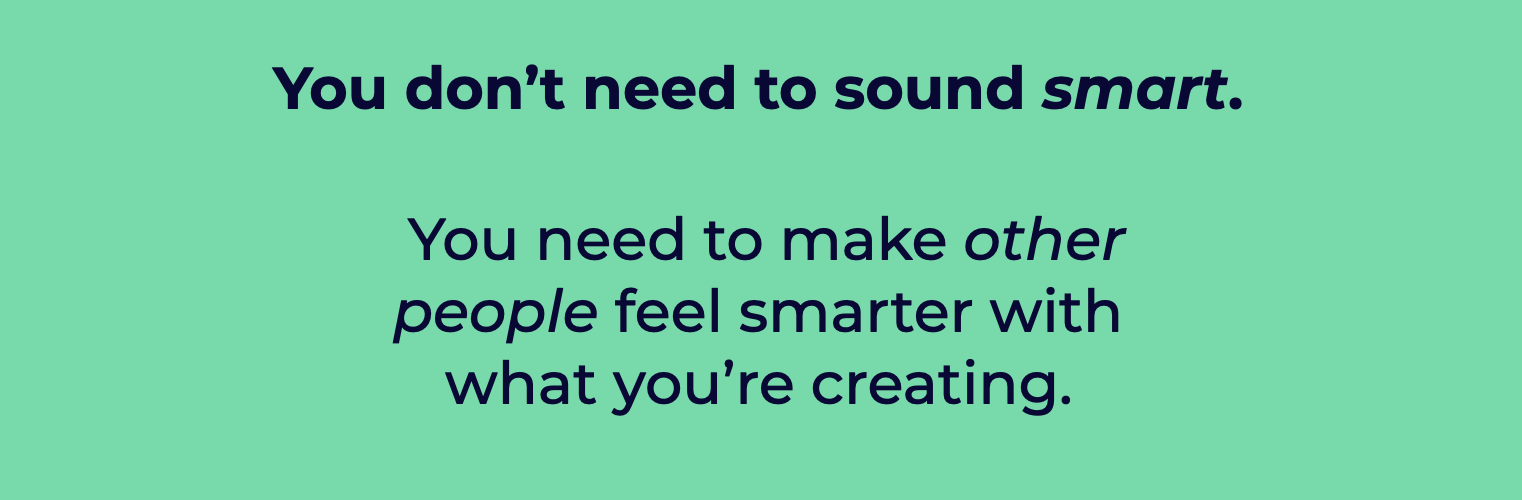 You don’t need to sound smart.
You need to make other
people feel smarter with
what you’re creating.